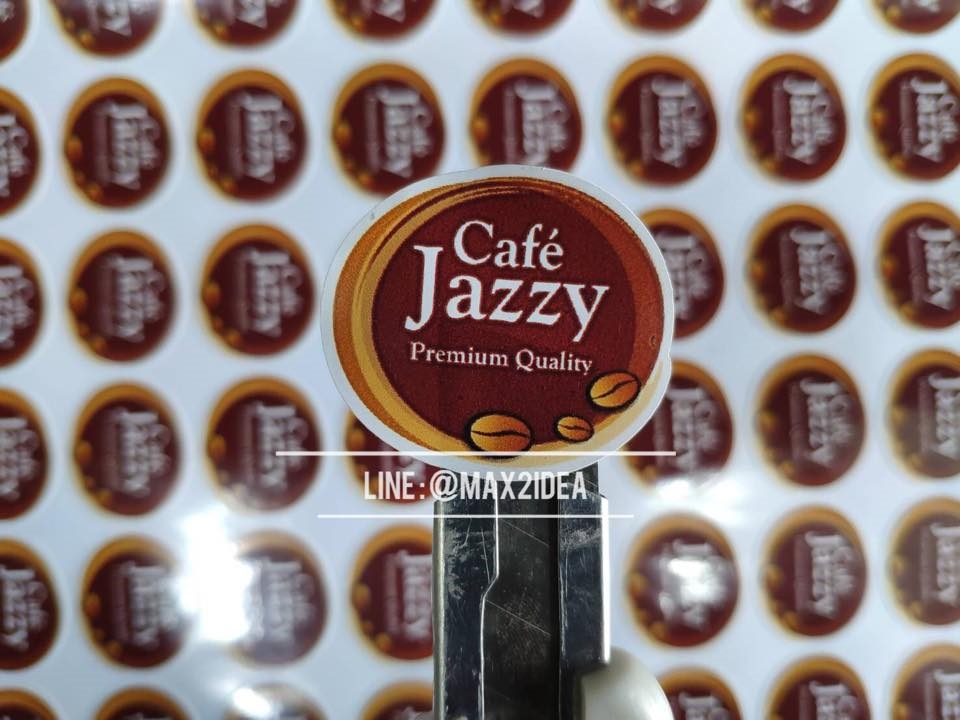 Café
Jazzy
Premium Quality
LINE : @MAX2IDEA